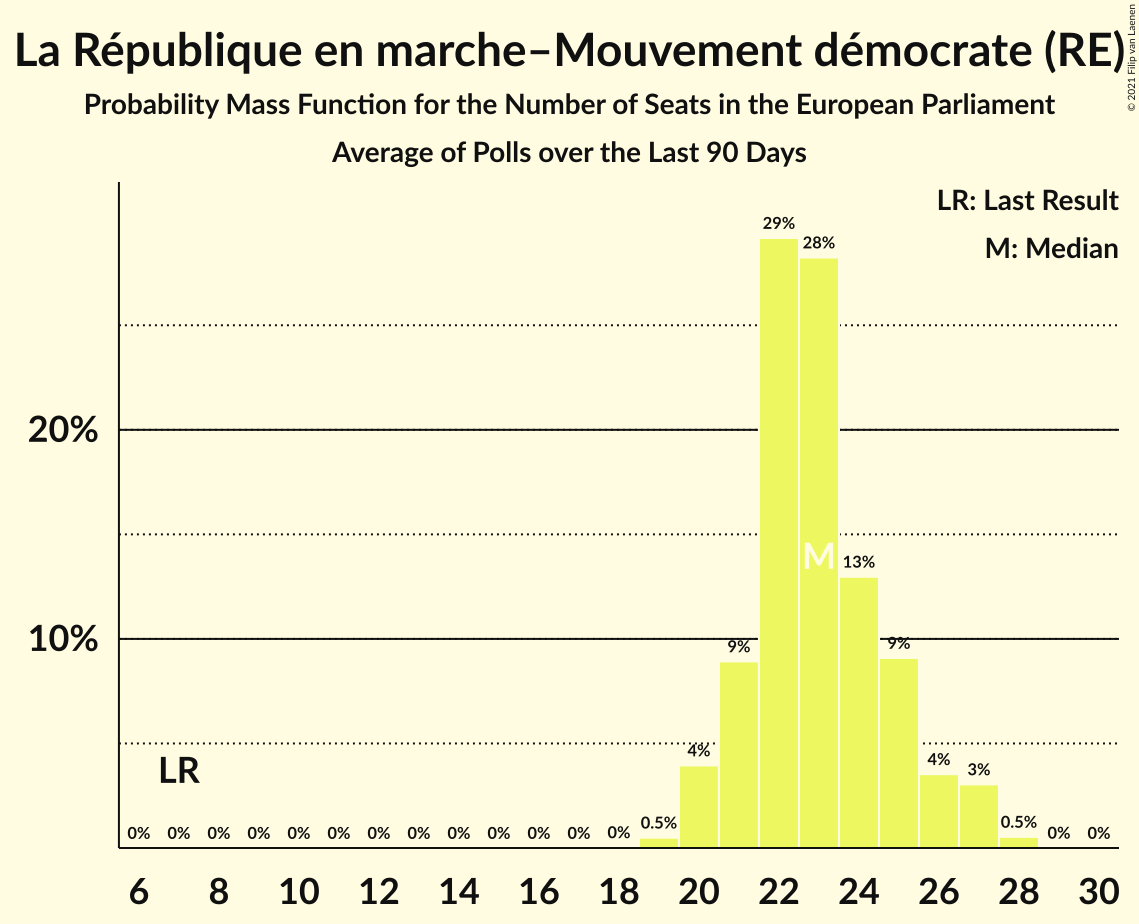 La République en marche–Mouvement démocrate (RE)
© 2021 Filip van Laenen
Probability Mass Function for the Number of Seats in the European Parliament
Average of Polls over the Last 90 Days
LR: Last Result
M: Median
29%
28%
20%
M
13%
10%
9%
9%
4%
LR
4%
3%
0% 0% 0% 0% 0% 0% 0% 0% 0% 0% 0% 0% 0% 0.5% 0.5% 0% 0%
6 8 10 12 14 16 18 20 22 24 26 28 30